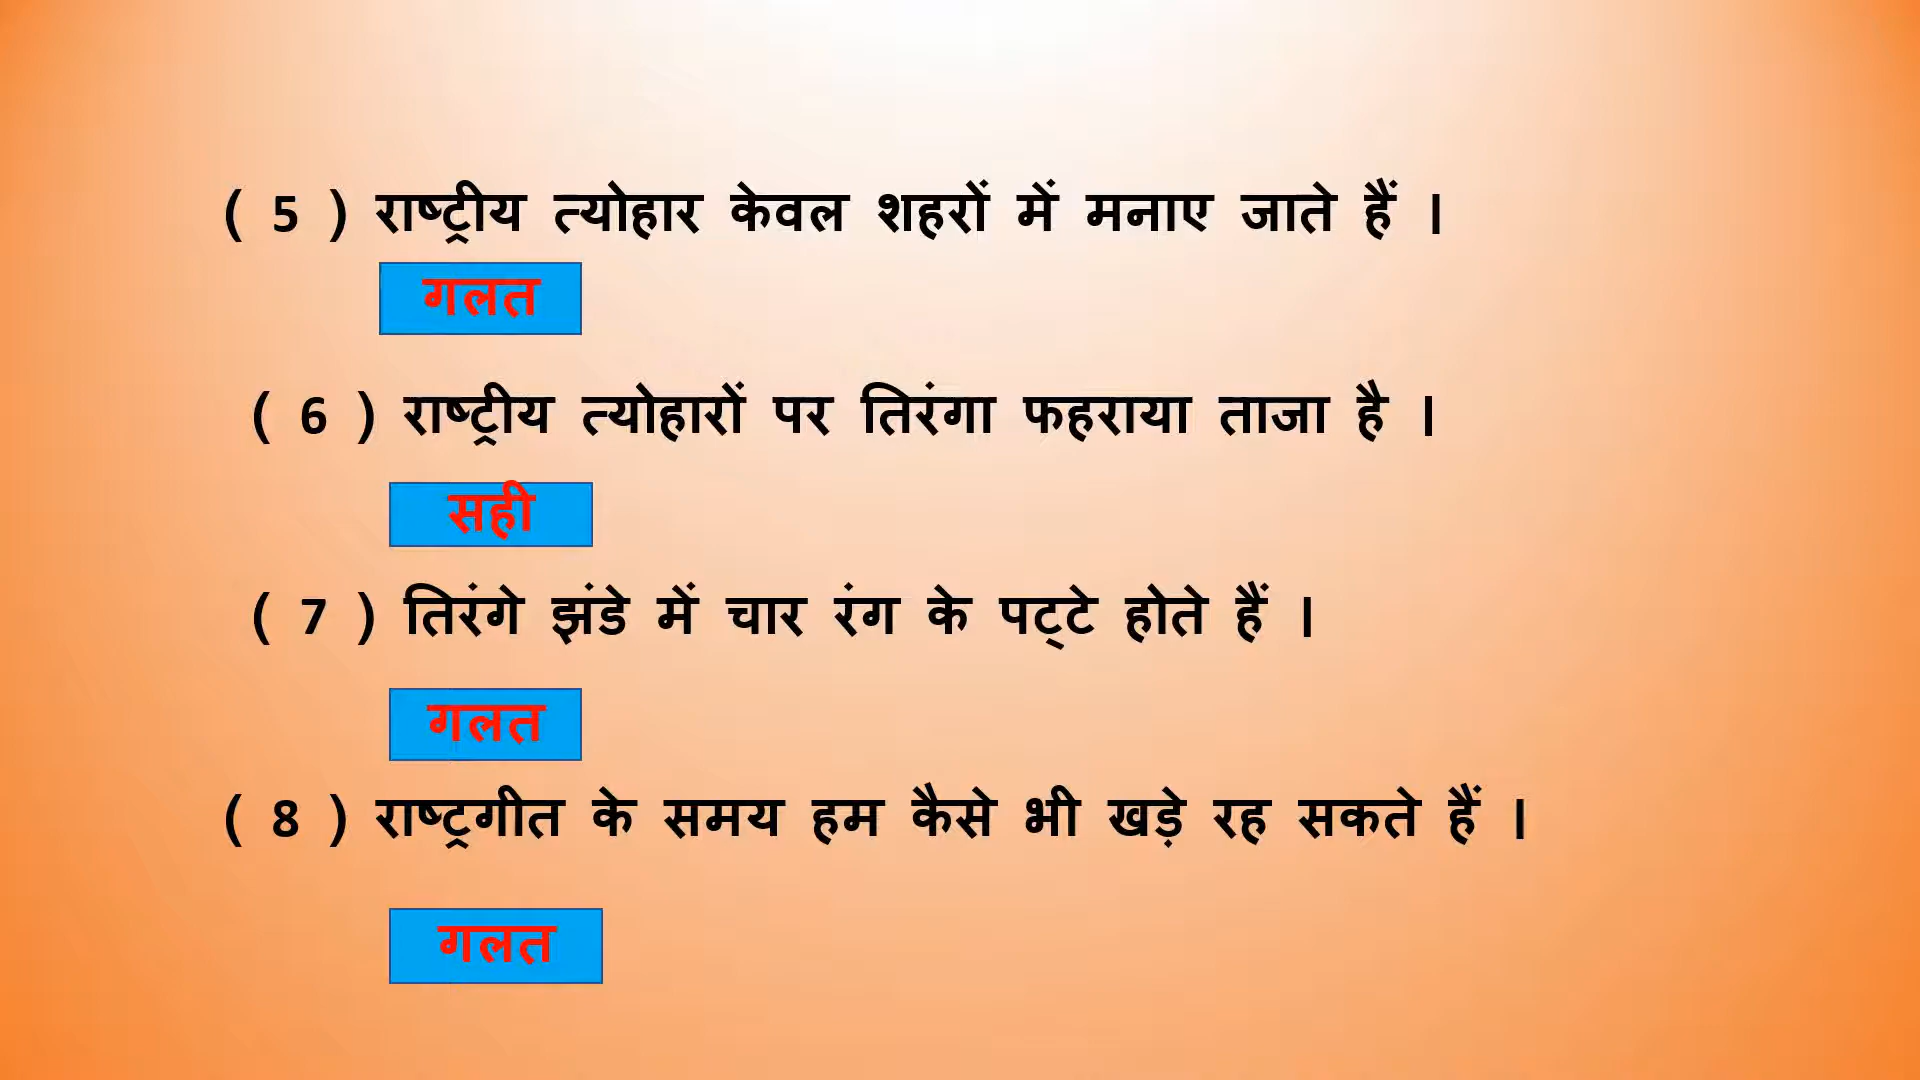 ( 5 ) राष्ट्रीय त्योहार केवल शहरों में मनाए जाते हैं ।
गलत
( 6 ) राष्ट्रीय त्योहारों पर तिरंगा फहराया ताजा है ।
सही
( 7 ) तिरंगे झंडे में चार रंग के पट्टे होते हैं ।
गलत
( 8 ) राष्ट्रगीत के समय हम कैसे भी खड़े रह सकते हैं ।
गलत